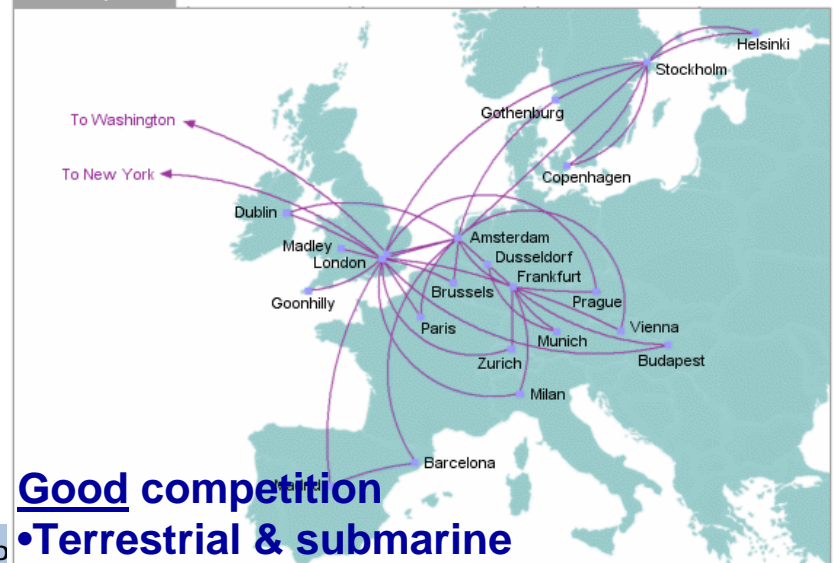 Helsinki
Stockholm
Gothenburg
To Washington
Copenhagen
To New York
Dublin
Amsterdam
Madley
Dusseldorf
London
Frankfurt
Brussels
Prague
Goonhilly
Paris
Vienna
Munich
Budapest
Zurich
Milan
Barcelona
Madrid
Good competition
•Terrestrial & submarine